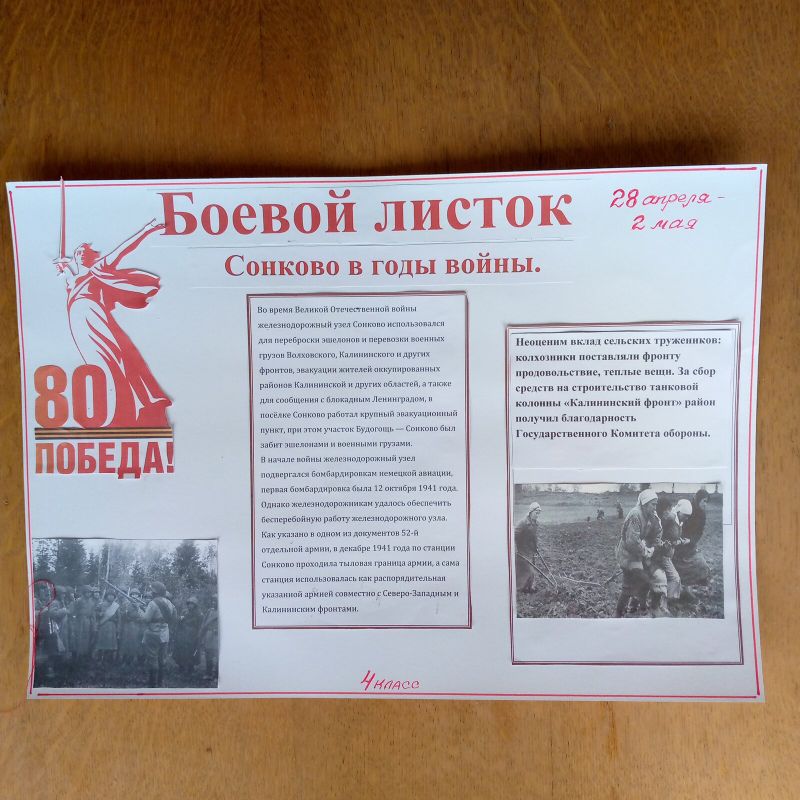 Боевой листок
28 апреля -
2 мая
Сонково в годы войны.
80
ПОБЕДА!
Во время Великой Отечественной войны
железнодорожный узел Сонково использовался
для переброски эшелонов и перевозки военных
грузов Волховского, Калининского и других
фронтов, эвакуации жителей оккупированных
районов Калининской и других областей, а также
для сообщения с блокадным Ленинградом, в
посёлке Сонково работал крупный эвакуационный
пункт, при этом участок Будогощь — Сонково был
забит эшелонами и военными грузами.
В начале войны железнодорожный узел
подвергался бомбардировкам немецкой авиации,
первая бомбардировка была 12 октября 1941 года.
Однако железнодорожникам удалось обеспечить
бесперебойную работу железнодорожного узла.
Как указано в одном из документов 52-й
отдельной армии, в декабре 1941 года по станции
Сонково проходила тыловая граница армии, а сама
станция использовалась как распорядительная
указанной армией совместно с Северо-Западным и
Калининским фронтами.
Неоценим вклад сельских тружеников:
колхозники поставляли фронту
продовольствие, теплые вещи. За сбор
средств на строительство танковой
колонны «Калининский фронт» район
получил благодарность
Государственного Комитета обороны.
4 класс